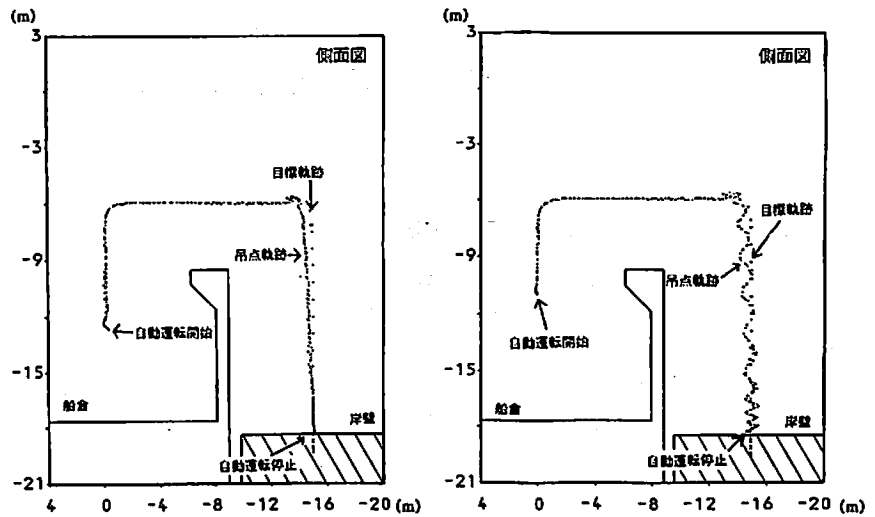 (m)
3
側面図
-3
目標軌跡
-9
吊点軌跡
自動運転開始
-15
船倉
岸壁
自動運転停止
-21
4
0
-4
-8
-12
-16
-20
(m)
(m)
3
側面図
-3
目標軌跡
-9
吊点軌跡
自動運転開始
-15
船倉
岸壁
自動運転停止
-21
4
0
-4
-8
-12
-16
-20
(m)